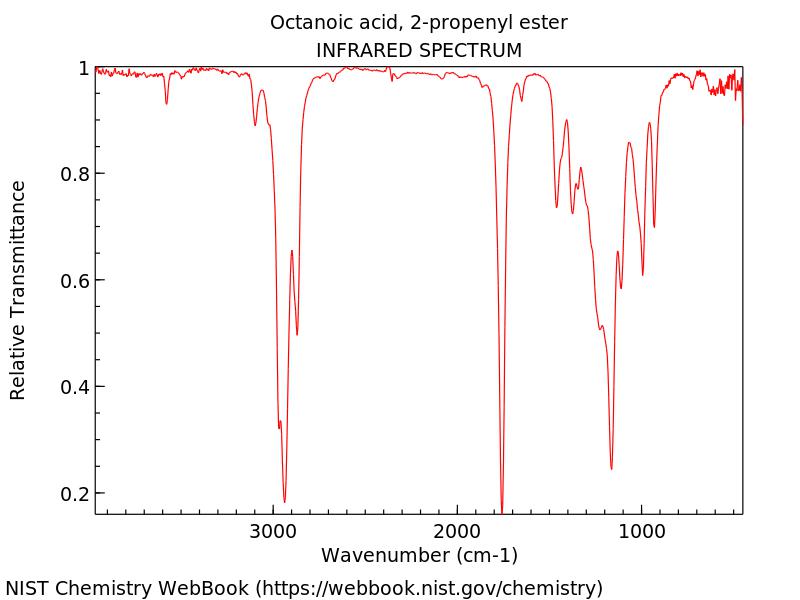 Octanoic acid, 2-propenyl ester
INFRARED SPECTRUM
1
0.8
0.6
0.4
0.2
Relative Transmittance
3000 2000 1000
Wavenumber (cm-1)
NIST Chemistry WebBook (https://webbook.nist.gov/chemistry)